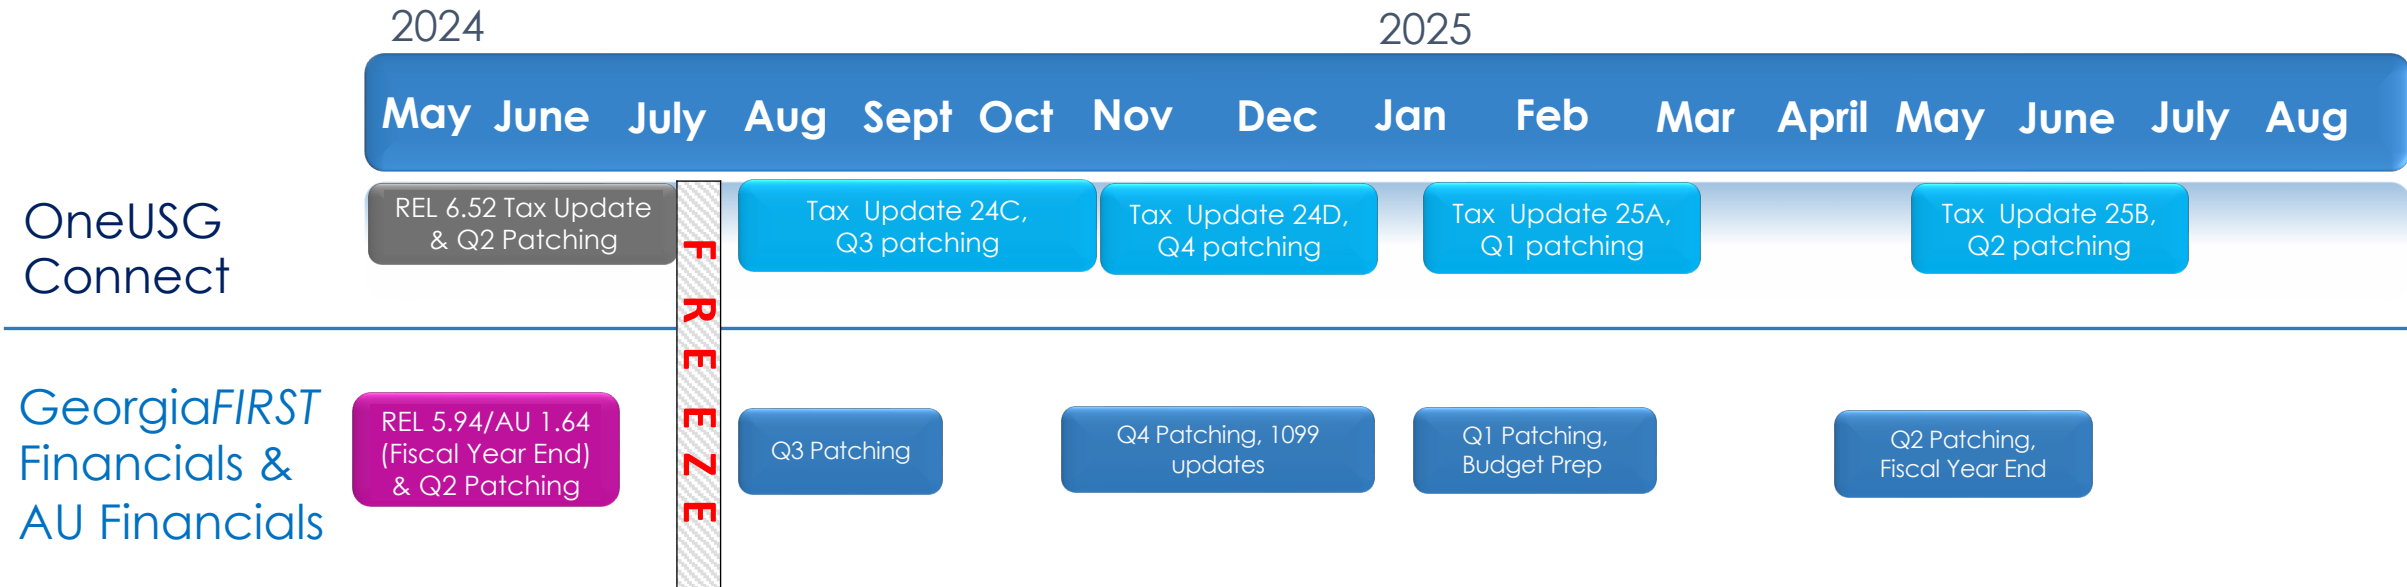 2024
2025
May June July Aug Sept Oct Nov Dec Jan Feb Mar April May June July Aug
OneUSG
Connect
REL 6.52 Tax Update
& Q2 Patching
Tax Update 24C,
Q3 patching
Tax Update 24D,
Q4 patching
Tax Update 25A,
Q1 patching
Tax Update 25B,
Q2 patching
FREEZE
GeorgiaFIRST
Financials &
AU Financials
REL 5.94/AU 1.64
(Fiscal Year End)
& Q2 Patching
Q3 Patching
Q4 Patching, 1099
updates
Q1 Patching,
Budget Prep
Q2 Patching,
Fiscal Year End